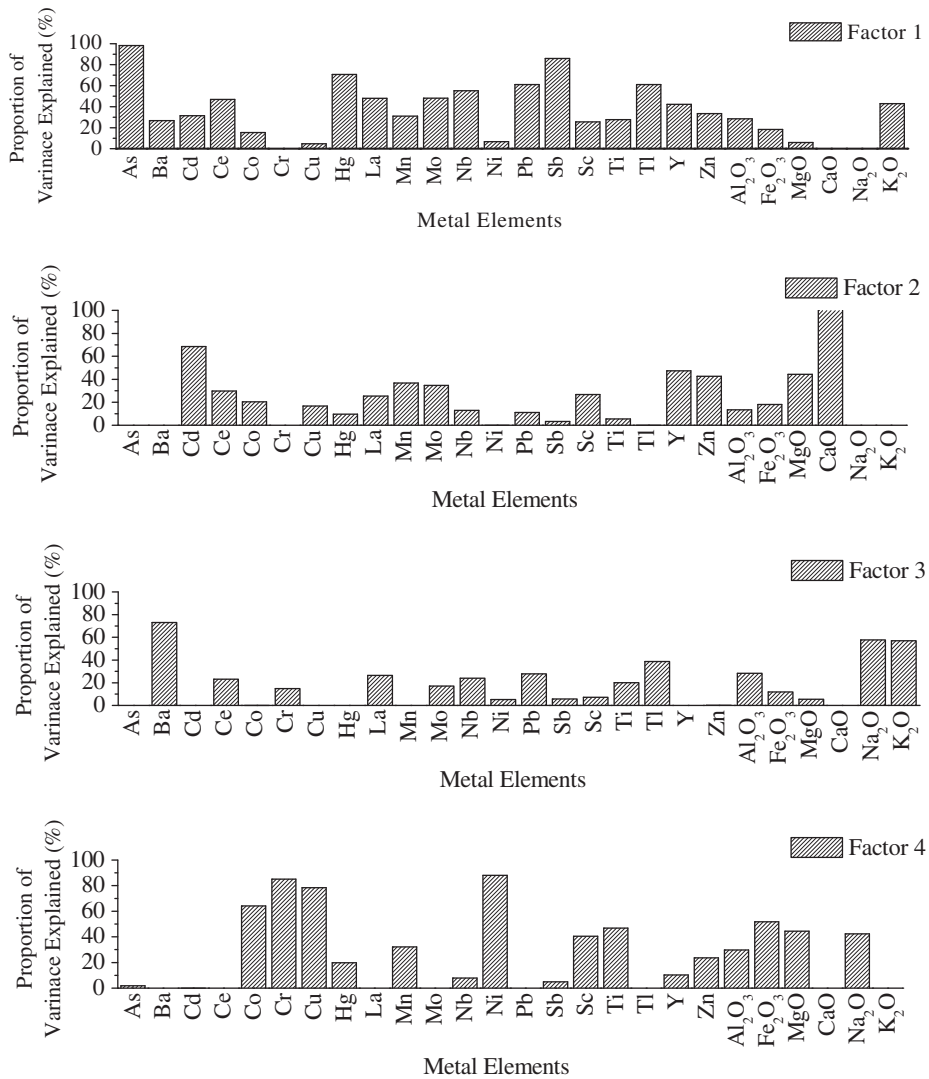 Factor 1
Proportion of
Varinace Explained (%)
100
80
60
40
20
0
As Ba Cd Ce Co Cr Cu Hg La Mn Mo Nb Ni Pb Sb Sc Ti Tl Y Zn Al₂O₃ Fe₂O₃ MgO CaO Na₂O K₂O
Metal Elements
Factor 2
Proportion of
Varinace Explained (%)
100
80
60
40
20
0
As Ba Cd Ce Co Cr Cu Hg La Mn Mo Nb Ni Pb Sb Sc Ti Tl Y Zn Al₂O₃ Fe₂O₃ MgO CaO Na₂O K₂O
Metal Elements
Factor 3
Proportion of
Varinace Explained (%)
100
80
60
40
20
0
As Ba Cd Ce Co Cr Cu Hg La Mn Mo Nb Ni Pb Sb Sc Ti Tl Y Zn Al₂O₃ Fe₂O₃ MgO CaO Na₂O K₂O
Metal Elements
Factor 4
Proportion of
Varinace Explained (%)
100
80
60
40
20
0
As Ba Cd Ce Co Cr Cu Hg La Mn Mo Nb Ni Pb Sb Sc Ti Tl Y Zn Al₂O₃ Fe₂O₃ MgO CaO Na₂O K₂O
Metal Elements